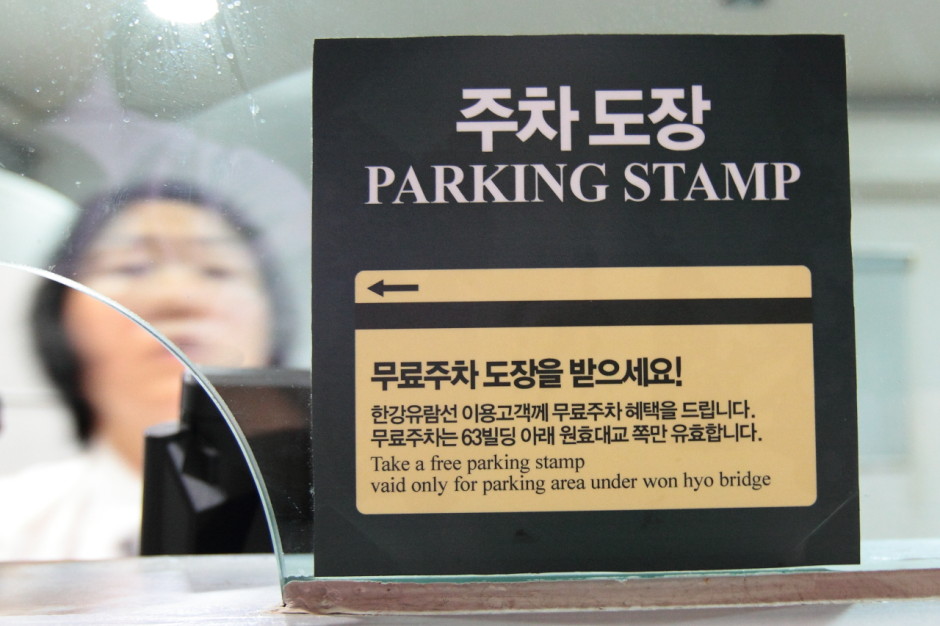 주차 도장
PARKING STAMP
무료주차 도장을 받으세요!
한강유람선 이용고객께 무료주차 혜택을 드립니다.
무료주차는 63빌딩 아래 원효대교 쪽만 유효합니다.
Take a free parking stamp
vaid only for parking area under won hyo bridge